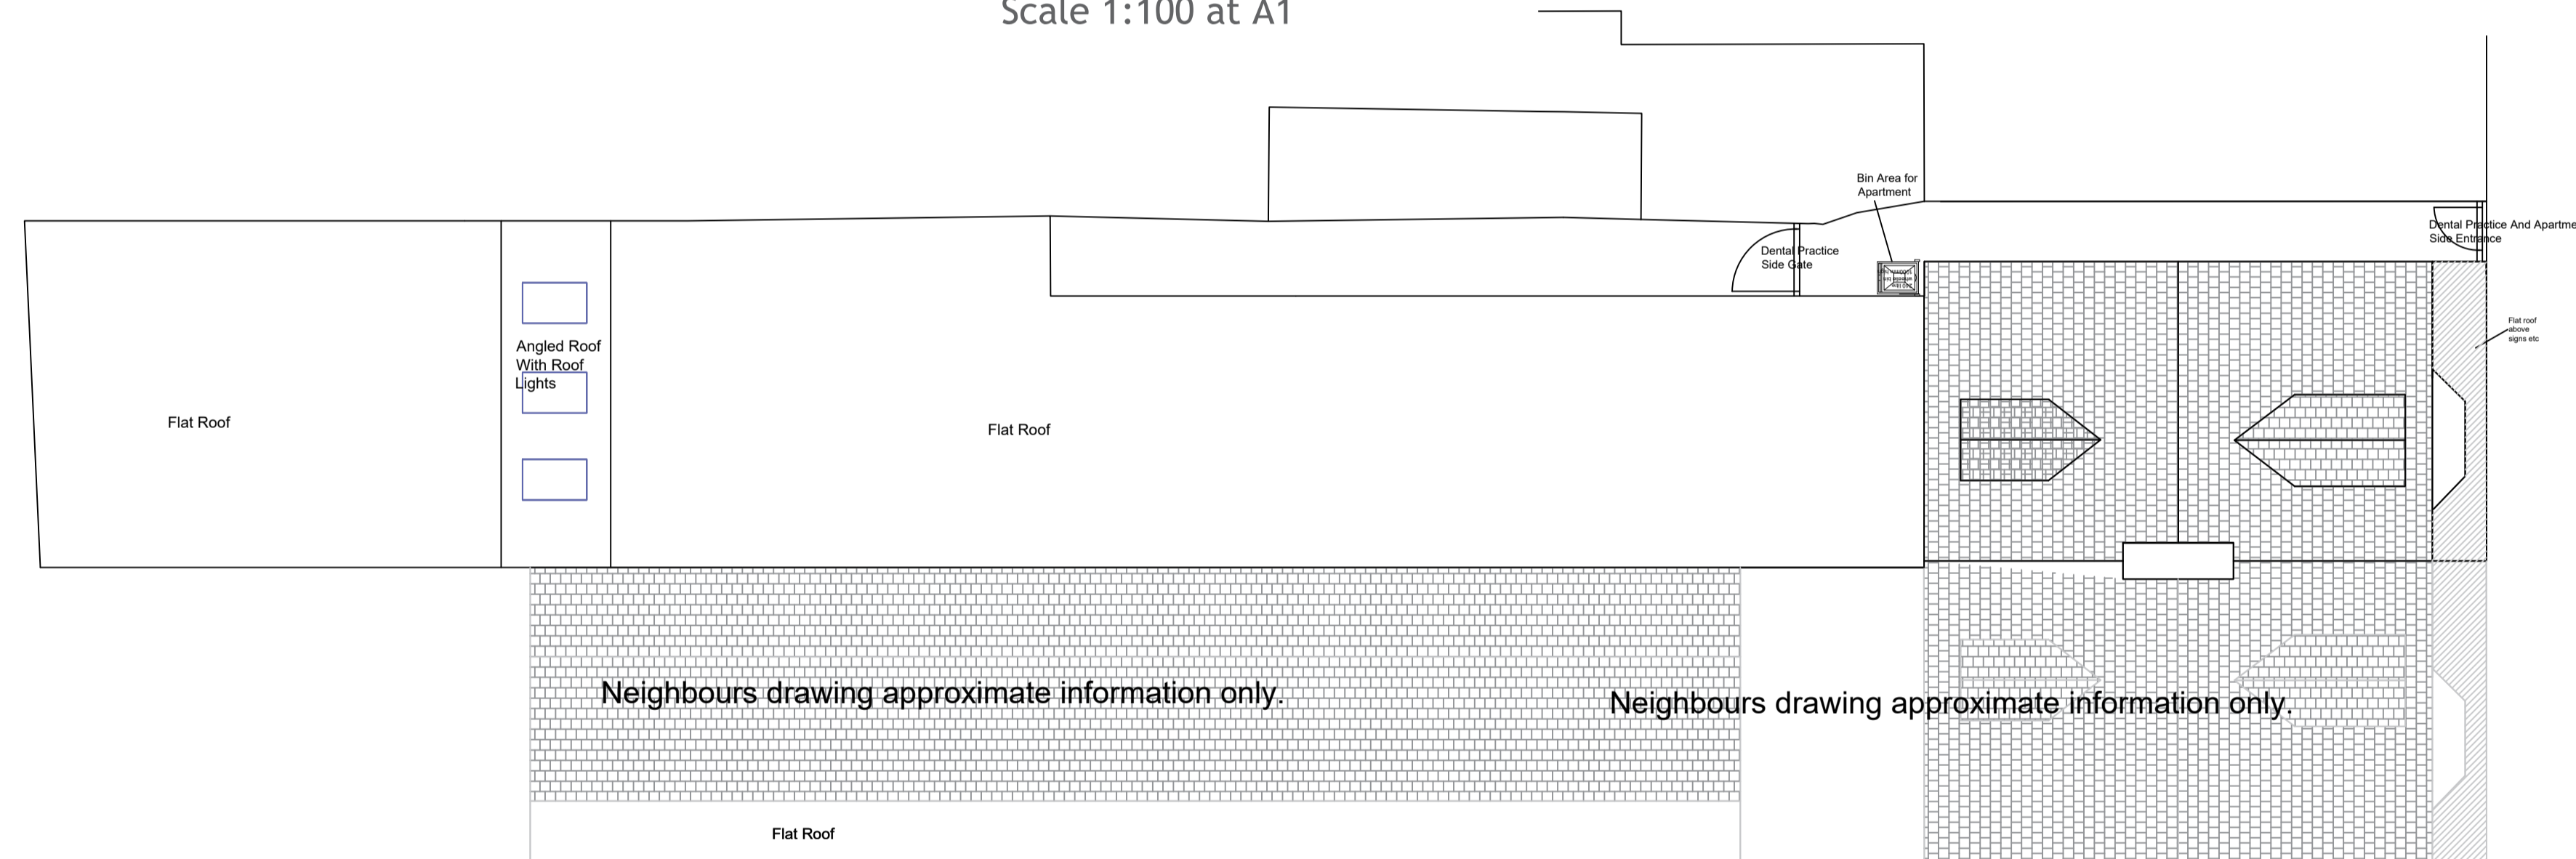 Scale 1:100 at A1
Bin Area for
Apartment
Dental Practice And Apartme
Side Entrance
Dental Practice
Side Gate
Flat roof
above
signs etc
Angled Roof
With Roof
Lights
Flat Roof
Flat Roof
Neighbours drawing approximate information only.
Neighbours drawing approximate information only.
Flat Roof